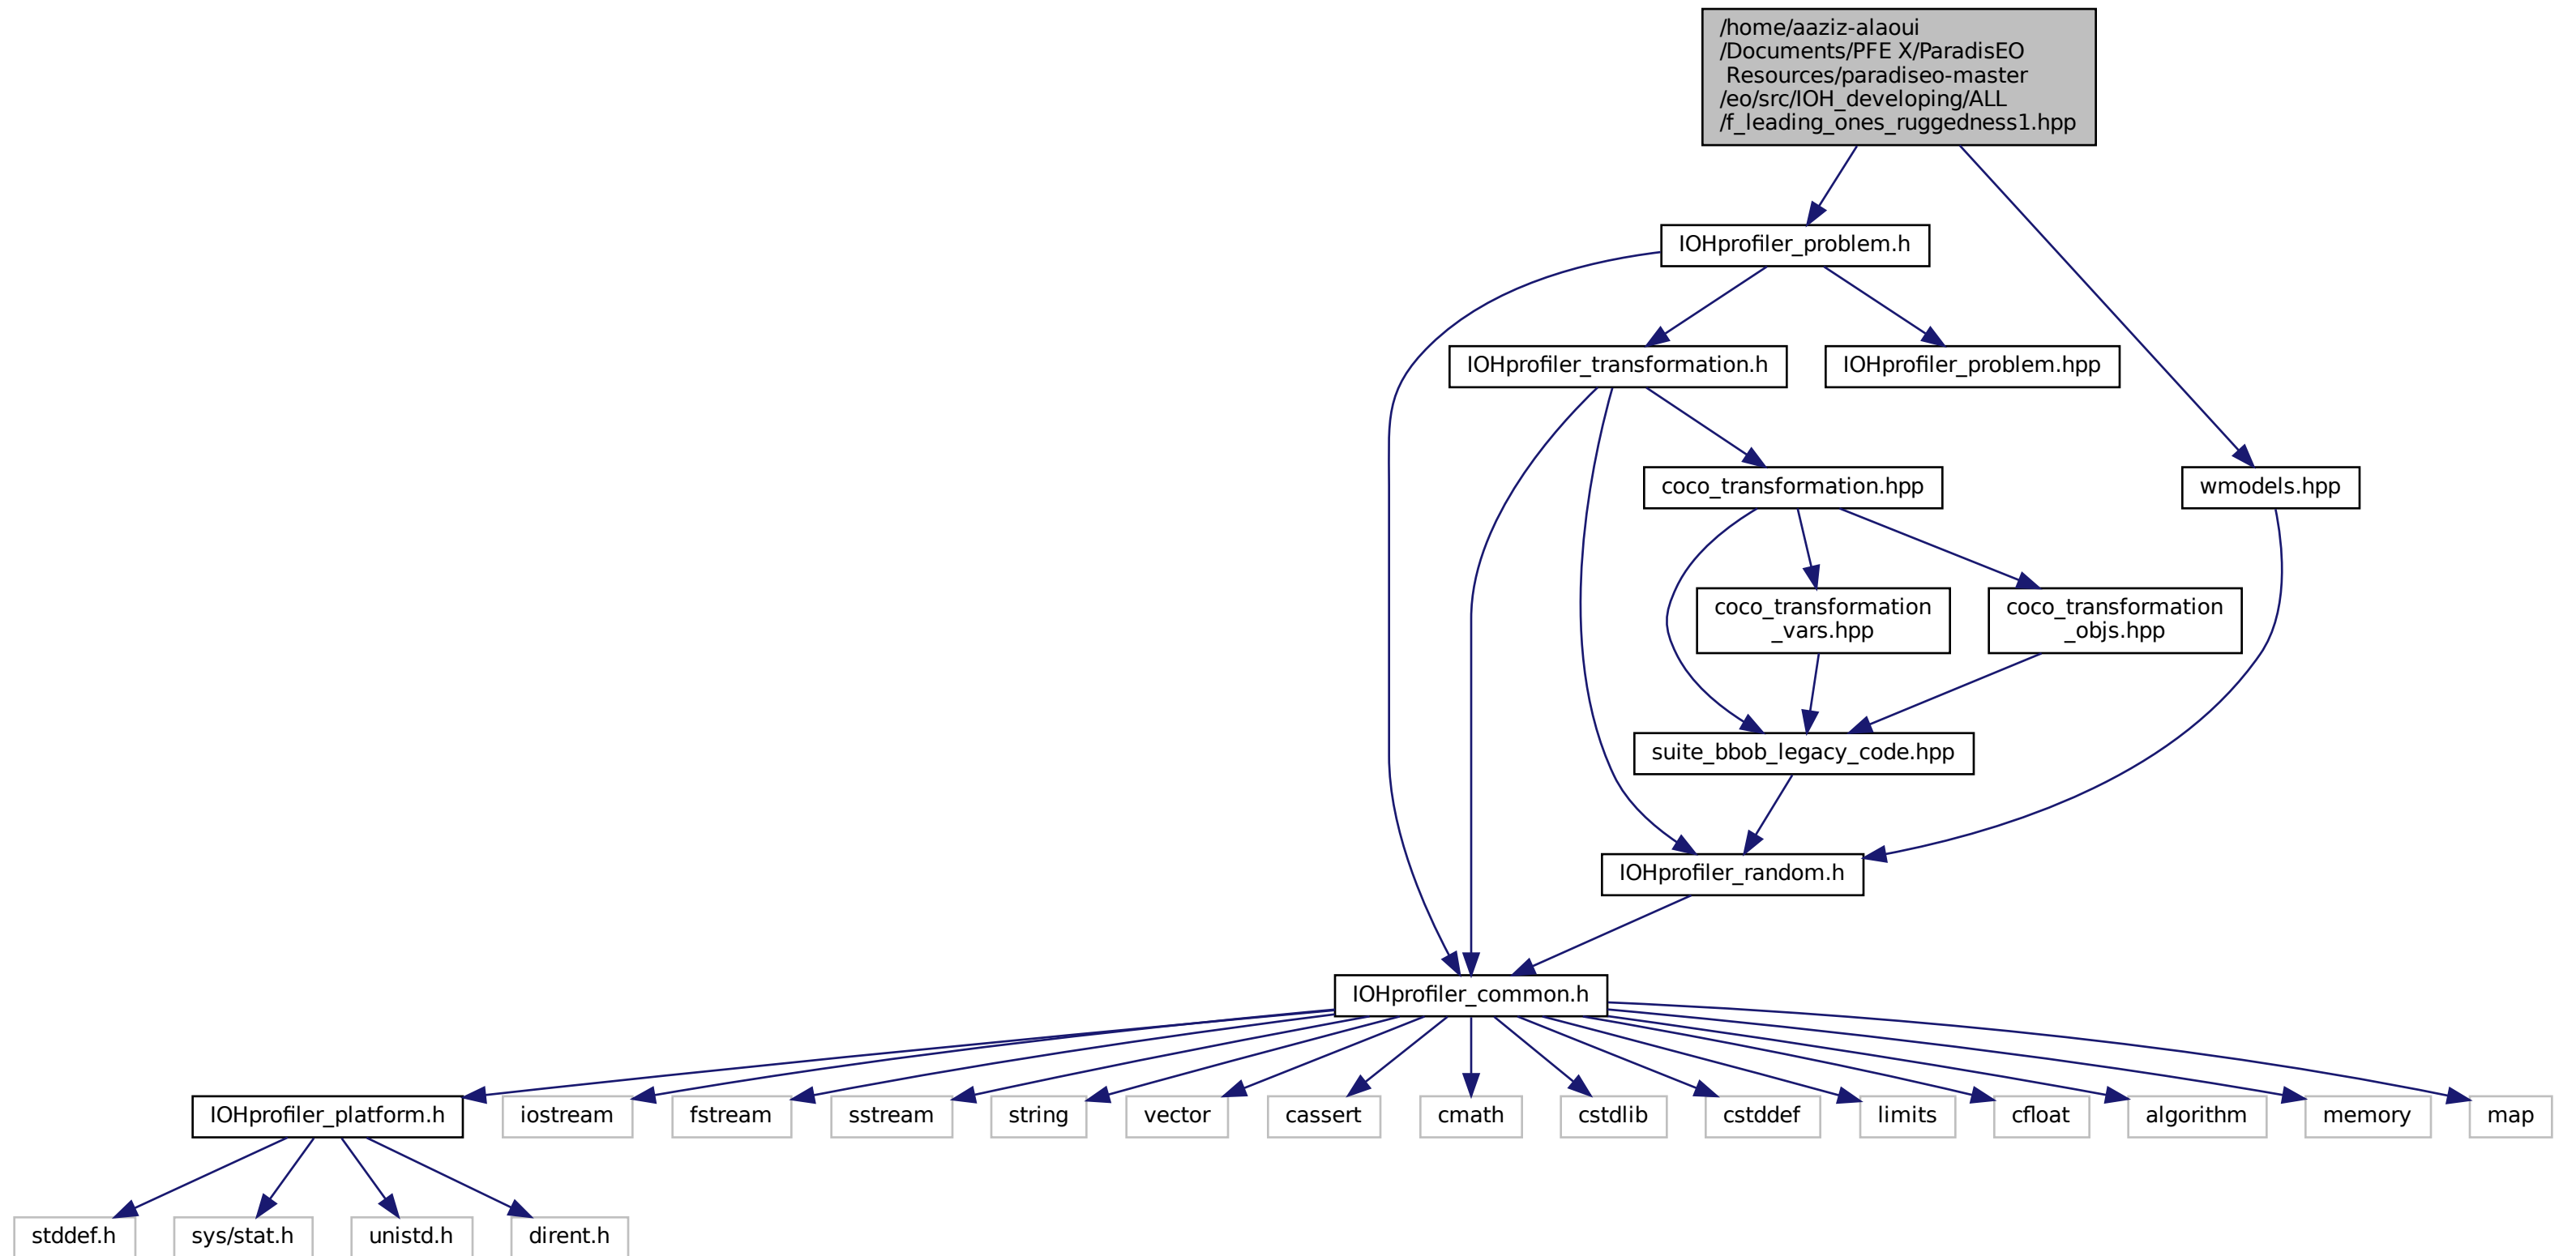 /home/aaziz-alaoui
/Documents/PFE X/ParadisEO
Resources/paradiseo-master
/eo/src/IOH_developing/ALL
/f_leading_ones_ruggedness1.hpp
IOHprofiler_problem.h
IOHprofiler_transformation.h
IOHprofiler_problem.hpp
coco_transformation.hpp
wmodels.hpp
coco_transformation
_vars.hpp
coco_transformation
_objs.hpp
suite_bbob_legacy_code.hpp
IOHprofiler_random.h
IOHprofiler_common.h
IOHprofiler_platform.h
iostream
fstream
sstream
string
vector
cassert
cmath
cstdlib
cstddef
limits
cfloat
algorithm
memory
map
stddef.h
sys/stat.h
unistd.h
dirent.h